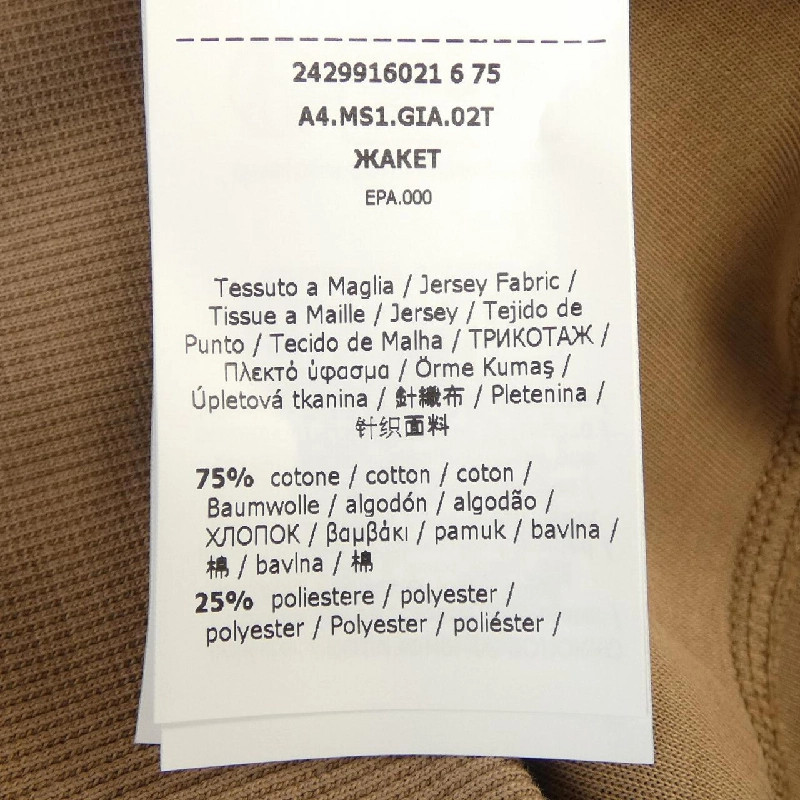 2429916021 6 75
A4.MS1.GIA.02T
ЖАКЕТ
EPA.000
Tessuto a Maglia / Jersey Fabric /
Tissue a Maille / Jersey / Tejido de
Punto / Tecido de Malha / ТРИКОТАЖ /
Πλεκτό ύφασμα / Örme Kumaş /
Úpletová tkanina / 針織布 / Pletenina /
针织面料
75% cotone / cotton / coton /
Baumwolle / algodón / algodão /
ХЛОПОК / βαμβάκι / pamuk / bavlna /
棉 / bavlna / 棉
25% poliestere / polyester /
polyester / Polyester / poliéster /